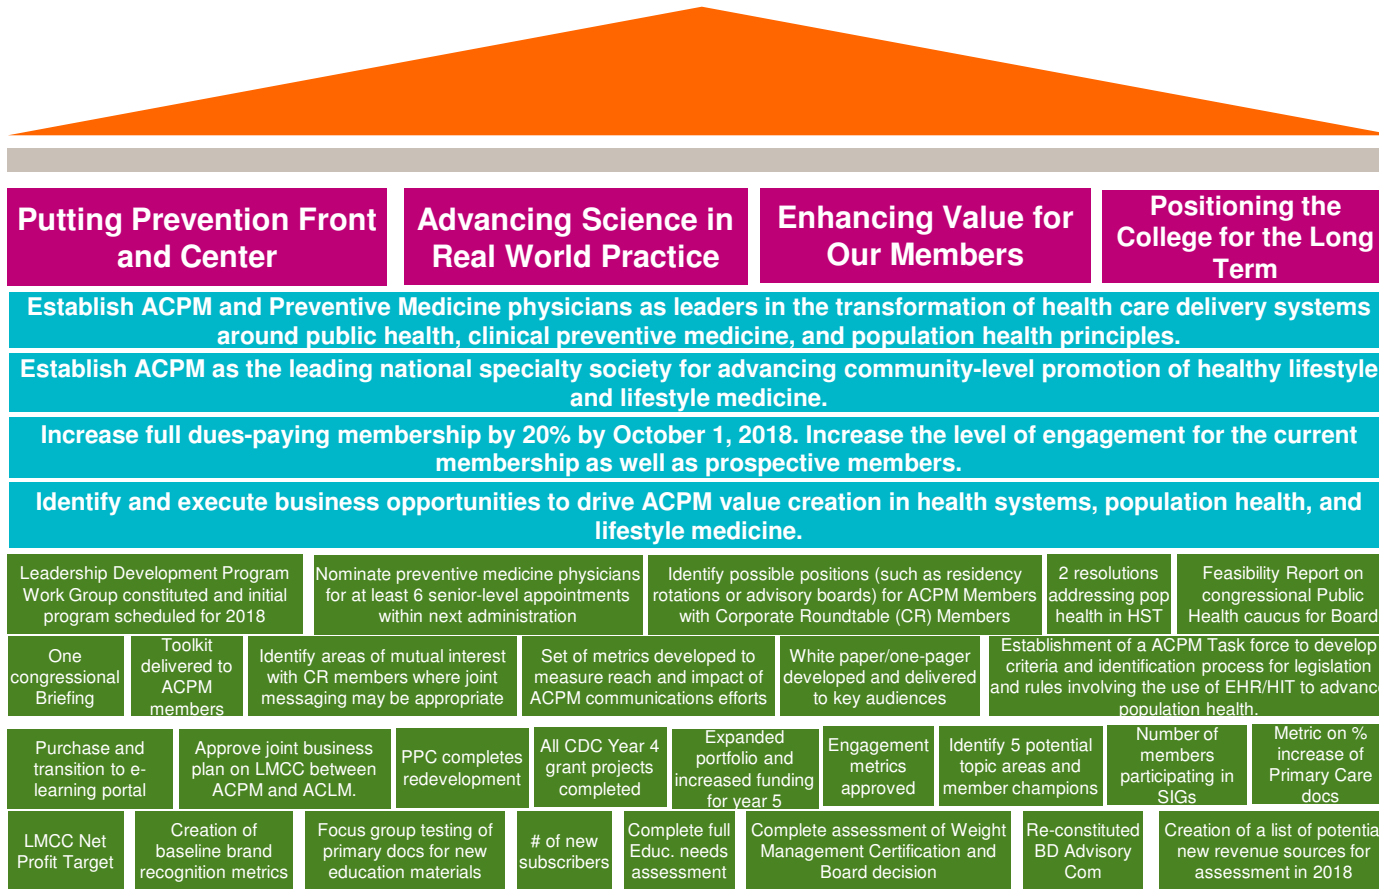 Putting Prevention Front
and Center
Advancing Science in
Real World Practice
Enhancing Value for
Our Members
Positioning the
College for the Long
Term
Establish ACPM and Preventive Medicine physicians as leaders in the transformation of health care delivery systems
around public health, clinical preventive medicine, and population health principles.
Establish ACPM as the leading national specialty society for advancing community-level promotion of healthy lifestyle
and lifestyle medicine.
Increase full dues-paying membership by 20% by October 1, 2018. Increase the level of engagement for the current
membership as well as prospective members.
Identify and execute business opportunities to drive ACPM value creation in health systems, population health, and
lifestyle medicine.
Leadership Development Program
Work Group constituted and initial
program scheduled for 2018
Nominate preventive medicine physicians
for at least 6 senior-level appointments
within next administration
Identify possible positions (such as residency
rotations or advisory boards) for ACPM Members
with Corporate Roundtable (CR) Members
2 resolutions
addressing pop
health in HST
Feasibility Report on
congressional Public
Health caucus for Board
One
congressional
Briefing
Toolkit
delivered to
ACPM
members
Identify areas of mutual interest
with CR members where joint
messaging may be appropriate
Set of metrics developed to
measure reach and impact of
ACPM communications efforts
White paper/one-pager
developed and delivered
to key audiences
Establishment of a ACPM Task force to develop
criteria and identification process for legislation
and rules involving the use of EHR/HIT to advance
population health.
Purchase and
transition to e-
learning portal
Approve joint business
plan on LMCC between
ACPM and ACLM.
PPC completes
redevelopment
All CDC Year 4
grant projects
completed
Expanded
portfolio and
increased funding
for year 5
Engagement
metrics
approved
Identify 5 potential
topic areas and
member champions
Number of
members
participating in
SIGs
Metric on %
increase of
Primary Care
docs
LMCC Net
Profit Target
Creation of
baseline brand
recognition metrics
Focus group testing of
primary docs for new
education materials
# of new
subscribers
Complete full
Educ. needs
assessment
Complete assessment of Weight
Management Certification and
Board decision
Re-constituted
BD Advisory
Com
Creation of a list of potential
new revenue sources for
assessment in 2018